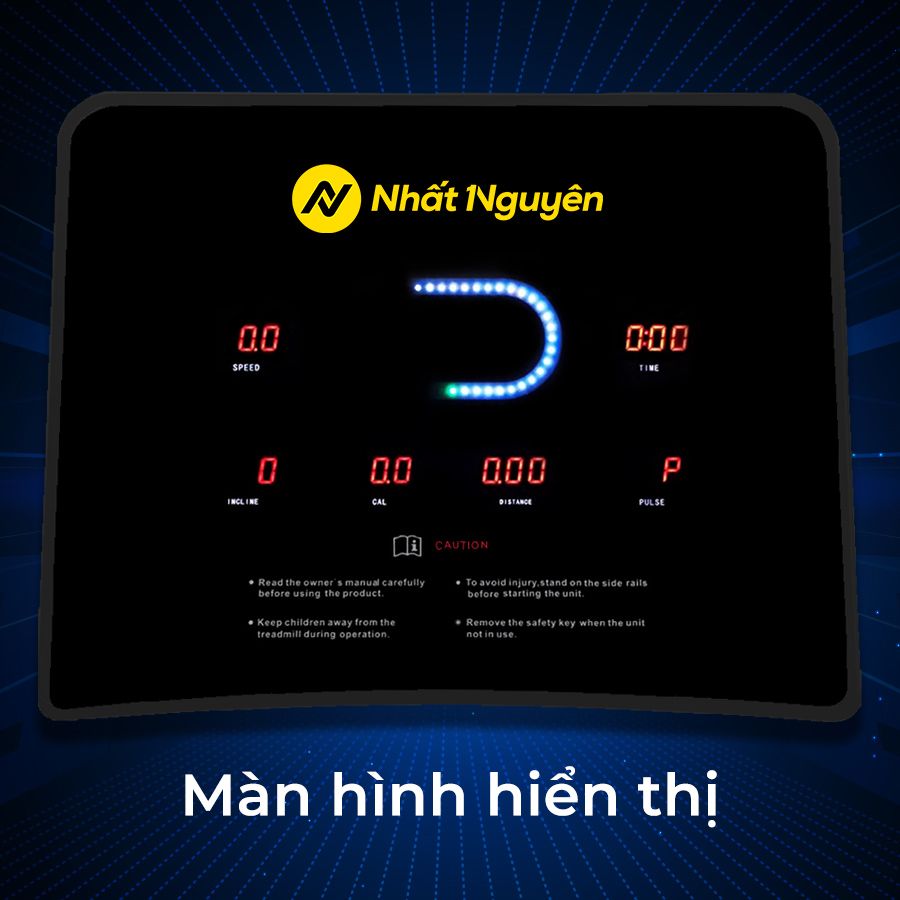 Nhất Nguyên
0.0
SPEED
0:00
TIME
0
INCLINE
0.0
CAL
0.00
DISTANCE
P
PULSE
CAUTION
• Read the owner's manual carefully
before using the product.
• To avoid injury,stand on the side rails
before starting the unit.
• Keep children away from the
treadmill during operation.
• Remove the safety key when the unit
not in use.
Màn hình hiển thị